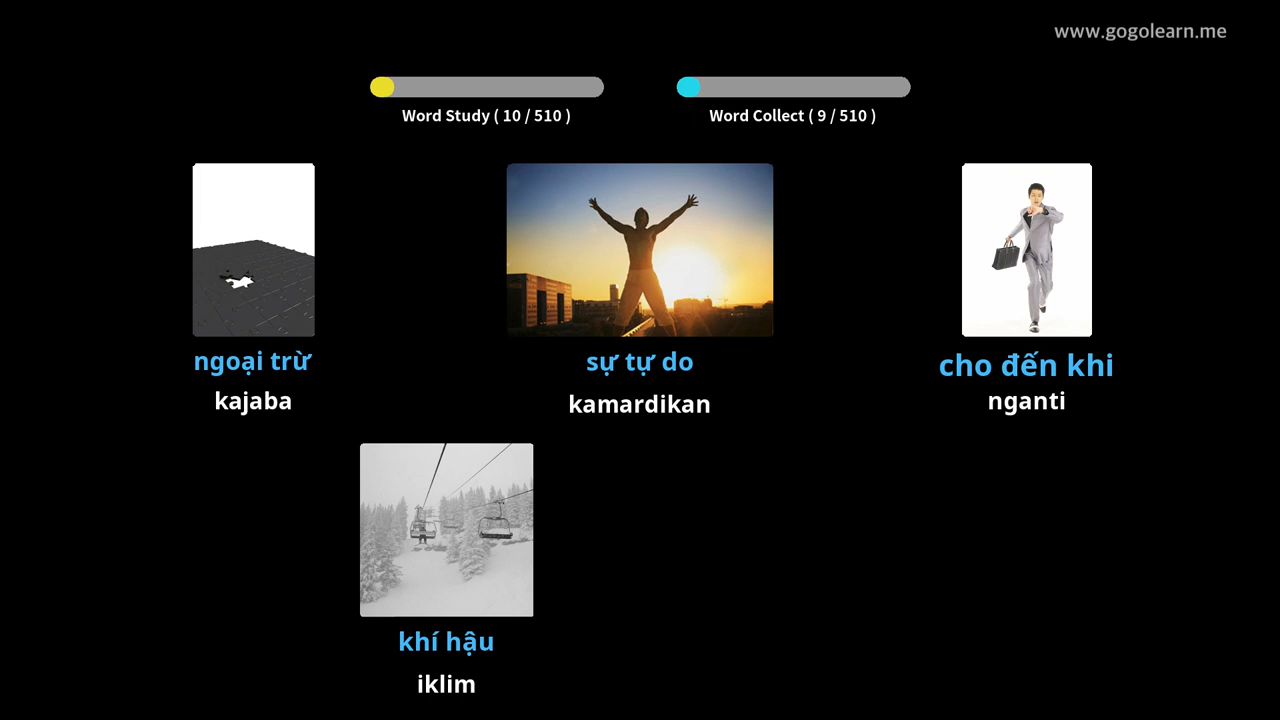 www.gogolearn.me
Word Study ( 10 / 510 )
Word Collect ( 9 / 510 )
ngoại trừ
kajaba
sự tự do
kamardikan
cho đến khi
nganti
khí hậu
iklim